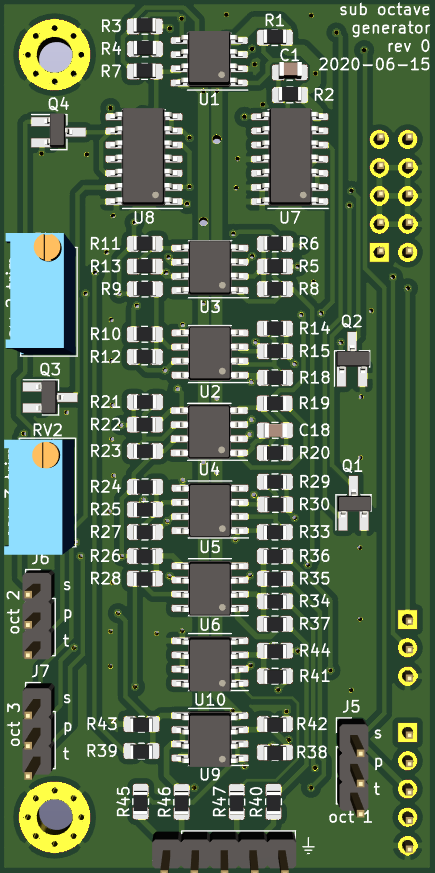 sub octave
generator
rev 0
2020-06-15
R3
R4
R7
R1
C1
R2
U1
Q4
U8
U7
R11
R13
R9
R6
R5
R8
U3
R10
R12
R14
R15
R18
Q2
U2
Q3
R21
R22
R23
R19
C18
R20
RV2
U4
Q1
R24
R25
R27
R29
R30
R33
U5
R26
R28
R36
R35
R34
R37
J6
oct 2
s
p
t
U6
R44
R41
U10
J7
oct 3
s
p
t
R43
R39
R42
R38
U9
J5
s
p
t
oct 1
R45
R46
R47
R40